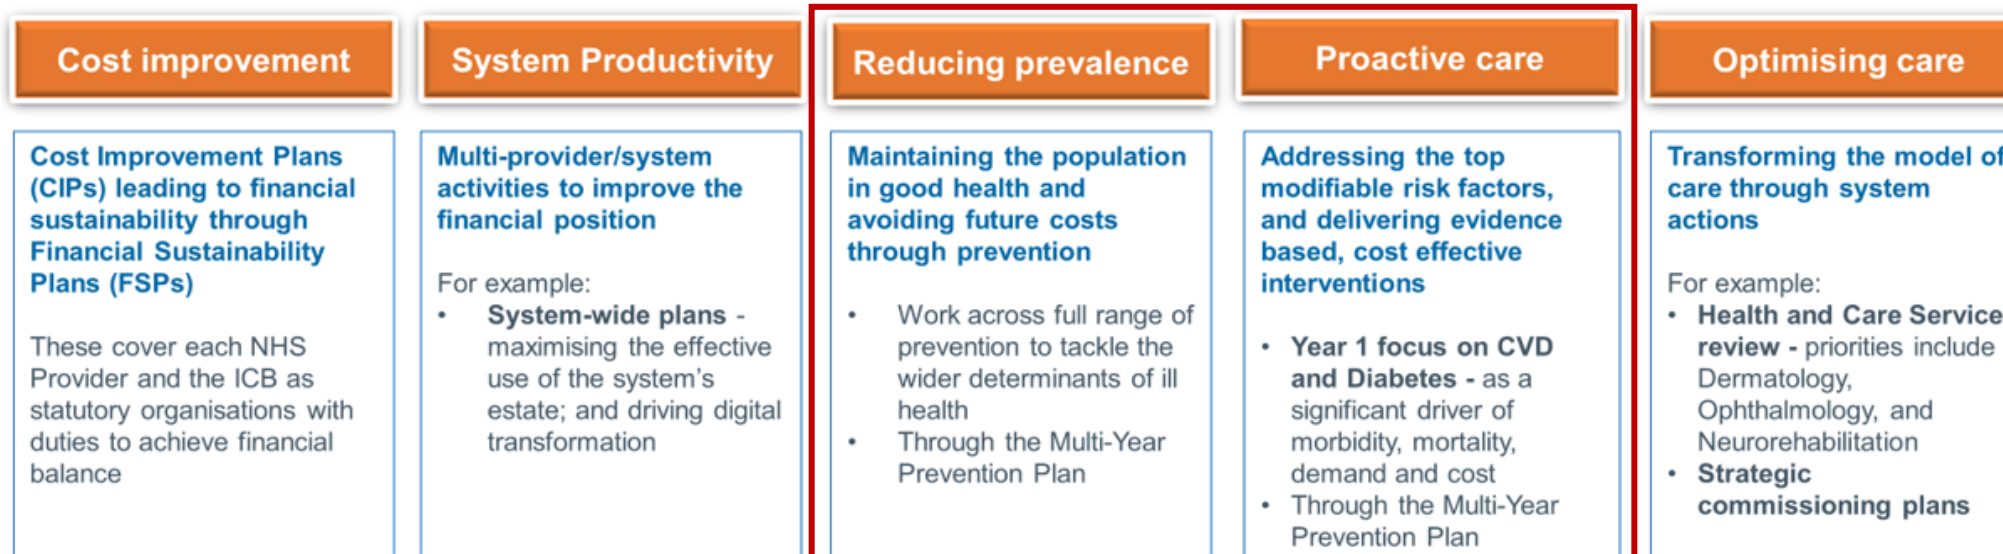 Cost improvement
Cost Improvement Plans
(CIPs) leading to financial
sustainability through
Financial Sustainability
Plans (FSPs)
These cover each NHS
Provider and the ICB as
statutory organisations with
duties to achieve financial
balance
System Productivity
Multi-provider/system
activities to improve the
financial position
For example:
• System-wide plans -
maximising the effective
use of the system's
estate; and driving digital
transformation
Reducing prevalence
Maintaining the population
in good health and
avoiding future costs
through prevention
• Work across full range of
prevention to tackle the
wider determinants of ill
health
• Through the Multi-Year
Prevention Plan
Proactive care
Addressing the top
modifiable risk factors,
and delivering evidence
based, cost effective
interventions
• Year 1 focus on CVD
and Diabetes - as a
significant driver of
morbidity, mortality,
demand and cost
• Through the Multi-Year
Prevention Plan
Optimising care
Transforming the model of
care through system
actions
For example:
• Health and Care Service
review - priorities include
Dermatology,
Ophthalmology, and
Neurorehabilitation
• Strategic
commissioning plans